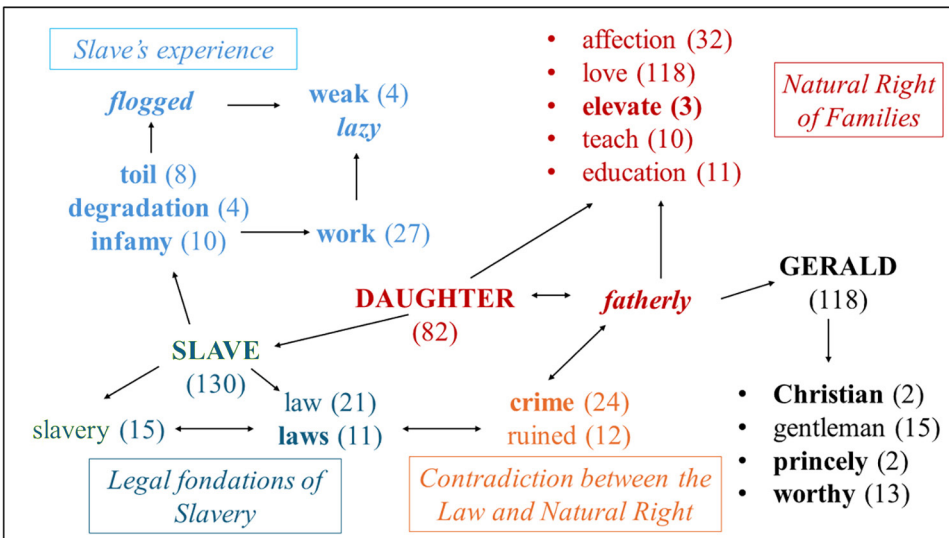 Slave's experience
flogged
weak (4)
lazy
toil (8)
degradation (4)
infamy (10)
work (27)
• affection (32)
• love (118)
• elevate (3)
• teach (10)
• education (11)
Natural Right
of Families
DAUGHTER
(82)
fatherly
GERALD
(118)
SLAVE
(130)
slavery (15)
law (21)
laws (11)
crime (24)
ruined (12)
• Christian (2)
• gentleman (15)
• princely (2)
• worthy (13)
Legal fondations of
Slavery
Contradiction between the
Law and Natural Right